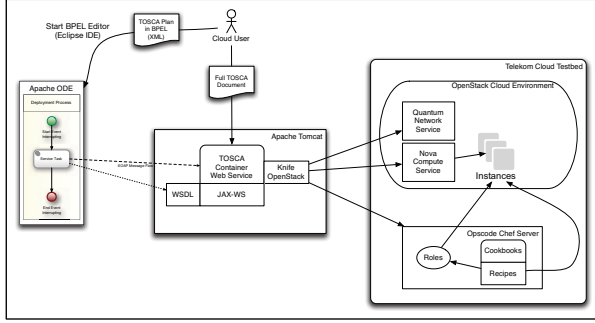 Start BPEL Editor
(Eclipse IDE)
TOSCA Plan
in BPEL
(XML)
Cloud User
Full TOSCA
Document
Apache ODE
Deployment Process
Start Event
Interrupting
Service Task
End Event
Interrupting
SOAP Message Flow
Apache Tomcat
TOSCA
Container
Web Service
Knife
OpenStack
WSDL
JAX-WS
Telekom Cloud Testbed
OpenStack Cloud Environment
Quantum
Network
Service
Nova
Compute
Service
Instances
Opscode Chef Server
Roles
Cookbooks
Recipes